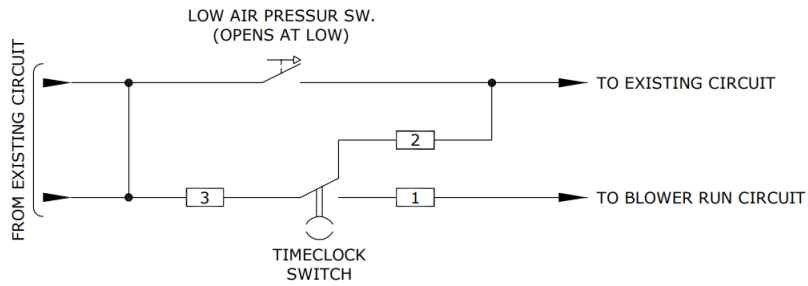 LOW AIR PRESSUR SW.
(OPENS AT LOW)
FROM EXISTING CIRCUIT
TO EXISTING CIRCUIT
2
3
1
TO BLOWER RUN CIRCUIT
TIMECLOCK
SWITCH